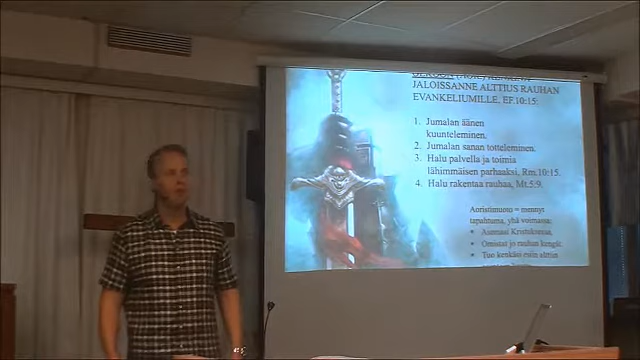 JALOISSANNE ALTTIUS RAUHAN
EVANKELIUMILLE, EF.10:15:
1. Jumalan äänen
kuunteleminen.
2. Jumalan sanan totteleminen.
3. Halu palvella ja toimia
lähimmäisen parhaaksi, Rm.10:15.
4. Halu rakentaa rauhaa, Mt.5:9.
Aoristimuoto = mennyt
tapahtuma, yhä voimassa:
• Asunnasi Kristuksessa,
• Omistat jo rauhan kengät
• Tuo kenkäsi esiin alttiin